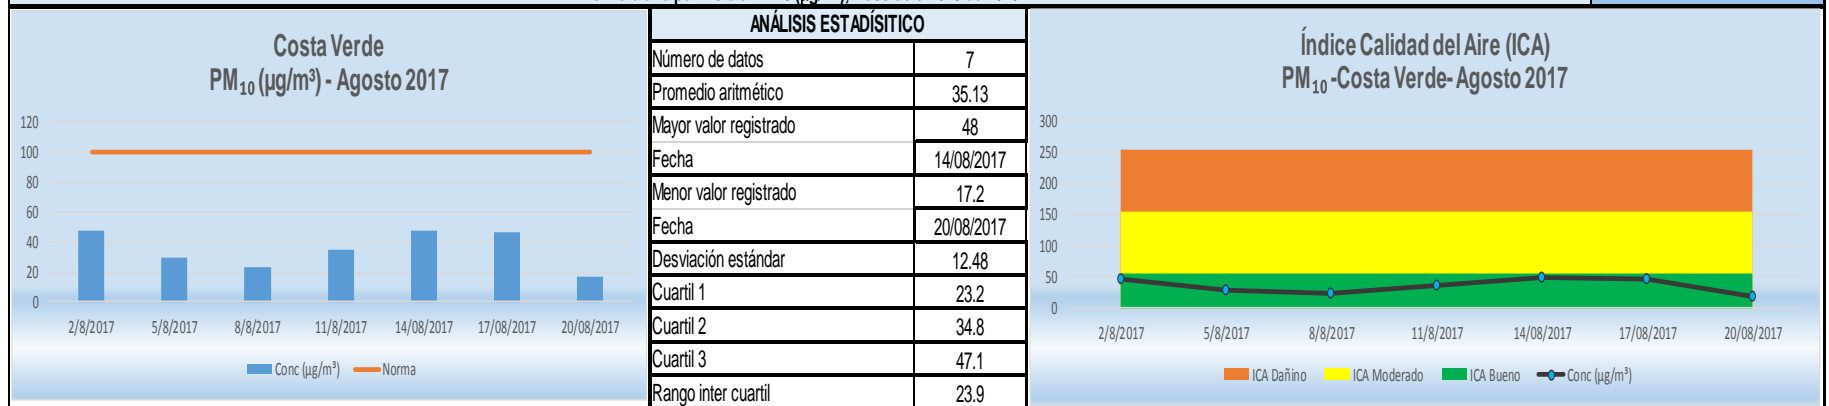 Costa Verde
PM₁₀ (µg/m³) - Agosto 2017
120
100
80
60
40
20
0
2/8/2017 5/8/2017 8/8/2017 11/8/2017 14/08/2017 17/08/2017 20/08/2017
Conc (µg/m³) Norma
ANÁLISIS ESTADÍSITICO
Número de datos 7
Promedio aritmético 35.13
Mayor valor registrado 48
Fecha 14/08/2017
Menor valor registrado 17.2
Fecha 20/08/2017
Desviación estándar 12.48
Cuartil 1 23.2
Cuartil 2 34.8
Cuartil 3 47.1
Rango inter cuartil 23.9
Índice Calidad del Aire (ICA)
PM₁₀ -Costa Verde- Agosto 2017
300
250
200
150
100
50
0
2/8/2017 5/8/2017 8/8/2017 11/8/2017 14/08/2017 17/08/2017 20/08/2017
ICA Dañino ICA Moderado ICA Bueno Conc (µg/m³)